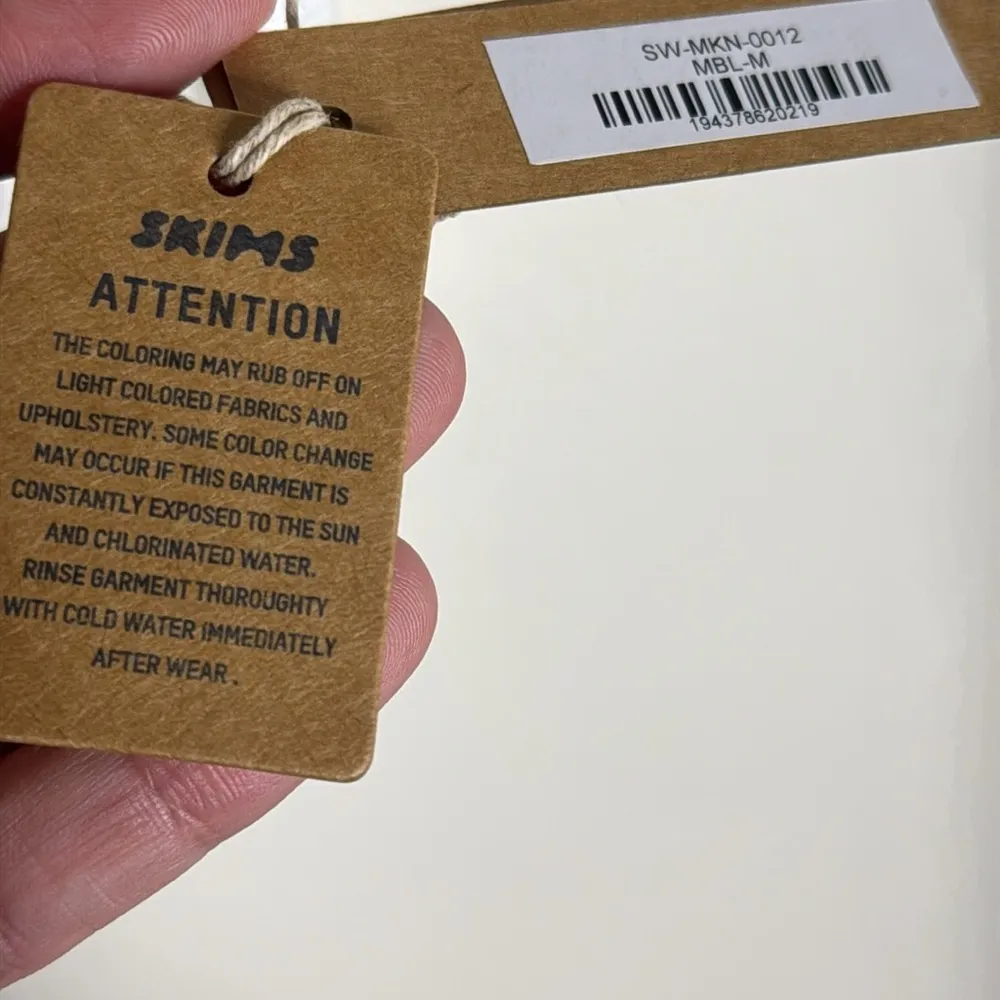 SW-MKN-0012
MBL-M
194378620219
SKIMS
ATTENTION
THE COLORING MAY RUB OFF ON
LIGHT COLORED FABRICS AND
UPHOLSTERY. SOME COLOR CHANGE
MAY OCCUR IF THIS GARMENT IS
CONSTANTLY EXPOSED TO THE SUN
AND CHLORINATED WATER.
RINSE GARMENT THOROUGHTY
WITH COLD WATER IMMEDIATELY
AFTER WEAR.